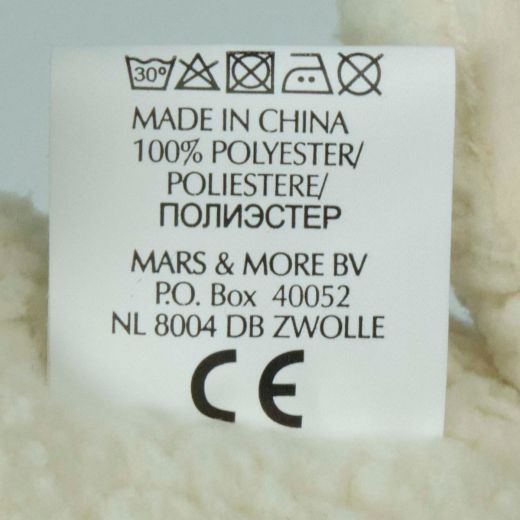 30°
MADE IN CHINA
100% POLYESTER/
POLIESTERE/
ПОЛИЭСТЕР
MARS & MORE BV
P.O. Box 40052
NL 8004 DB ZWOLLE
CE